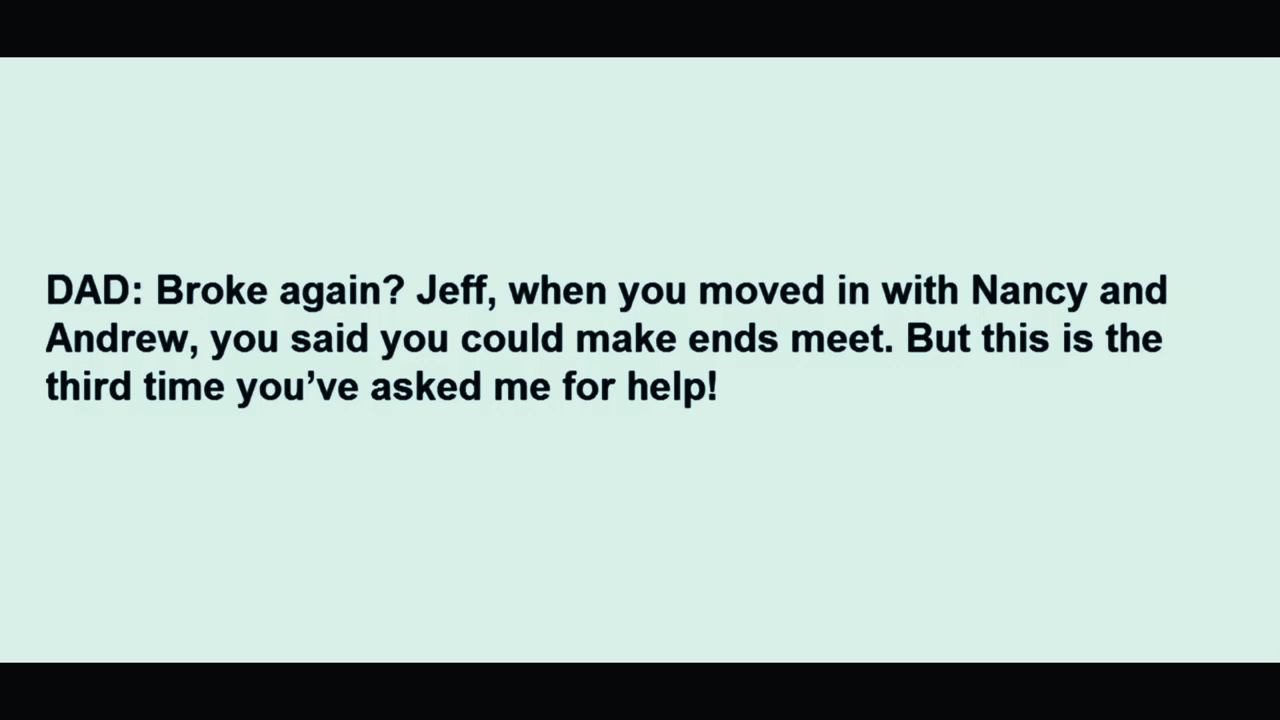 DAD: Broke again? Jeff, when you moved in with Nancy and
Andrew, you said you could make ends meet. But this is the
third time you’ve asked me for help!